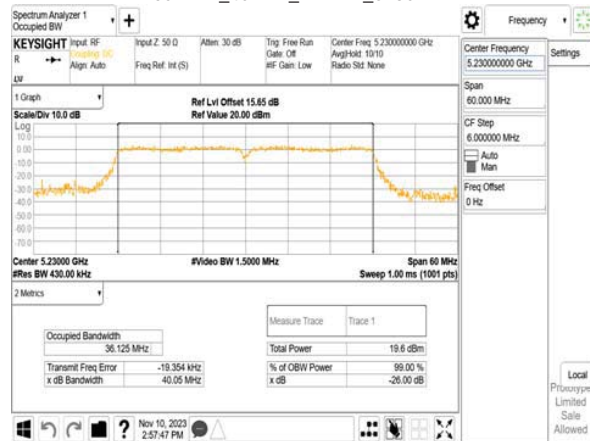 Spectrum Analyzer 1
Occupied BW
Frequency
KEYSIGHT
Input: RF
Coupling: DC
Align: Auto
Input Z: 50 Ω
Freq Ref: Int (S)
Atten: 30 dB
Trig: Free Run
Gate: Off
#IF Gain: Low
Center Freq: 5.230000000 GHz
Avg|Hold: 10/10
Radio Std: None
R
LXI
Center Frequency
5.230000000 GHz
Settings
Span
60.000 MHz
CF Step
6.000000 MHz
Auto
Man
Freq Offset
0 Hz
1 Graph
Scale/Div 10.0 dB
Ref Lvl Offset 15.65 dB
Ref Value 20.00 dBm
Log
10.0
0.00
-10.0
-20.0
-30.0
-40.0
-50.0
-60.0
-70.0
Center 5.23000 GHz
#Res BW 430.00 kHz
#Video BW 1.5000 MHz
Span 60 MHz
Sweep 1.00 ms (1001 pts)
2 Metrics
Measure Trace Trace 1
Occupied Bandwidth
36.125 MHz
Total Power 19.6 dBm
Transmit Freq Error -19.354 kHz
% of OBW Power 99.00 %
x dB Bandwidth 40.05 MHz
x dB -26.00 dB
Local
Prototype
Limited
Sale
Allowed
Nov 10, 2023
2:57:47 PM